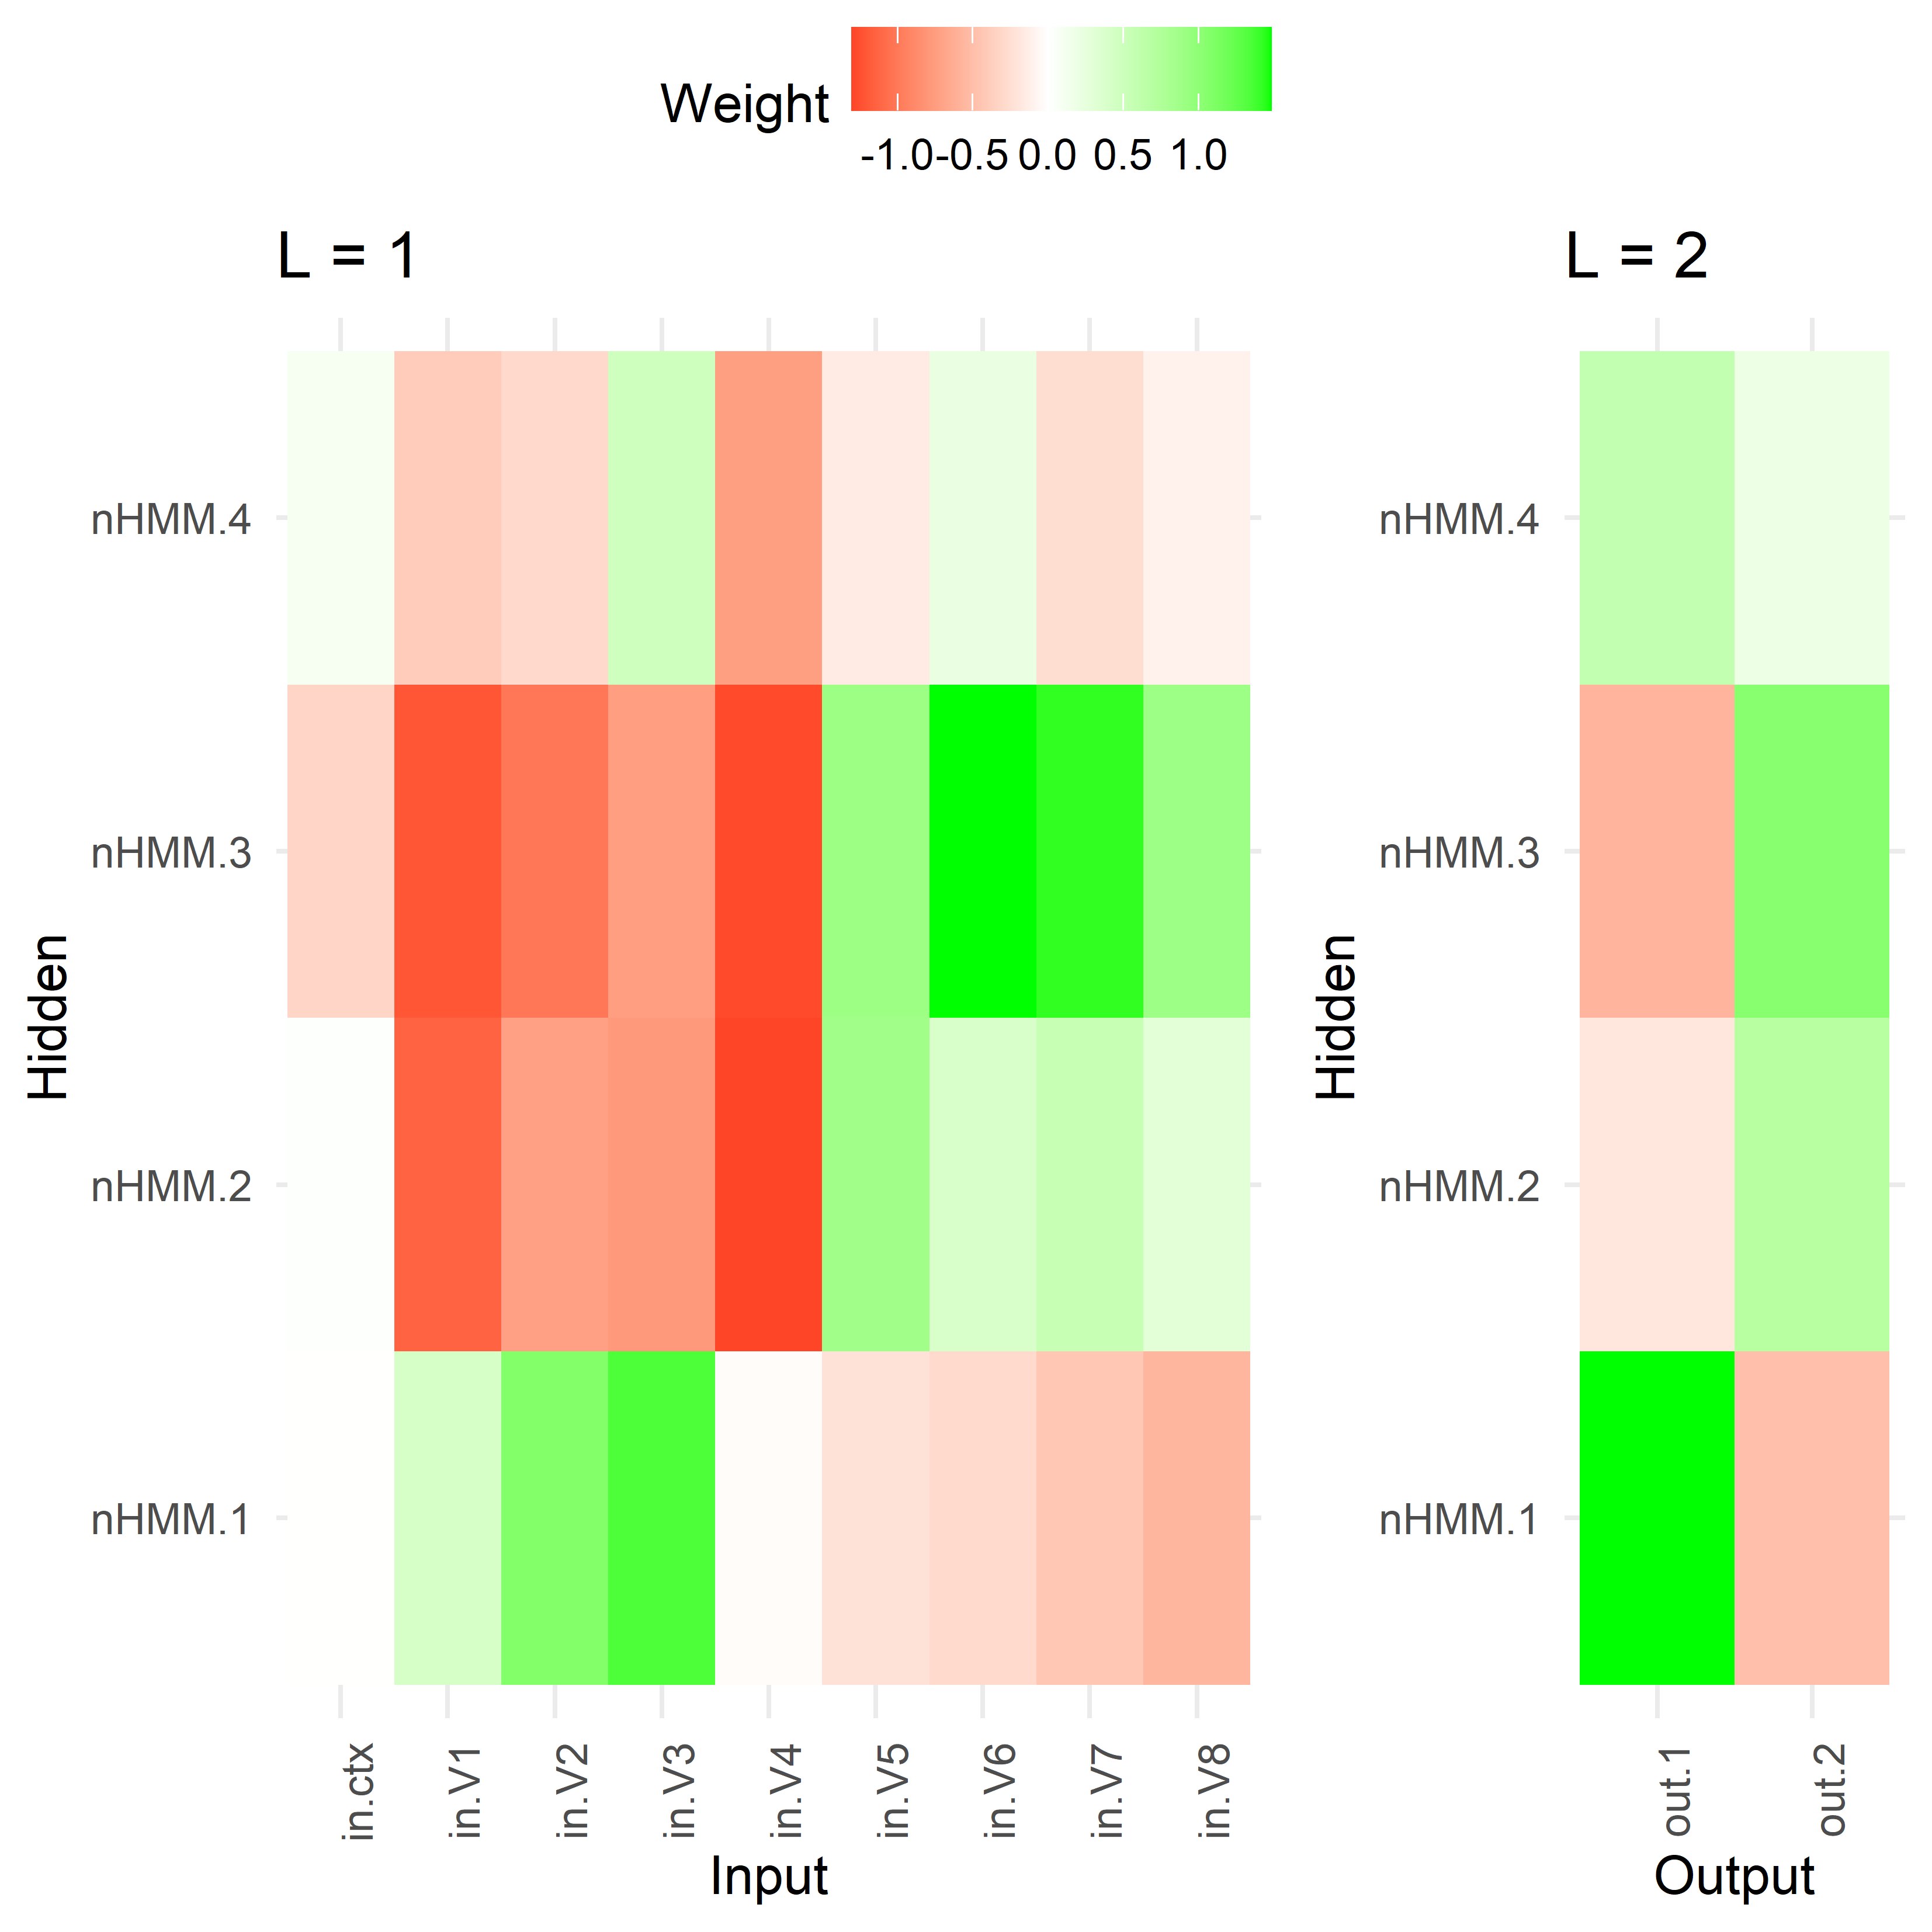 Weight
-1.0 -0.5 0.0 0.5 1.0
L = 1
nHMM.4
nHMM.3
nHMM.2
nHMM.1
Hidden
in.ctx in.V1 in.V2 in.V3 in.V4 in.V5 in.V6 in.V7 in.V8
Input
L = 2
nHMM.4
nHMM.3
nHMM.2
nHMM.1
Hidden
out.1 out.2
Output